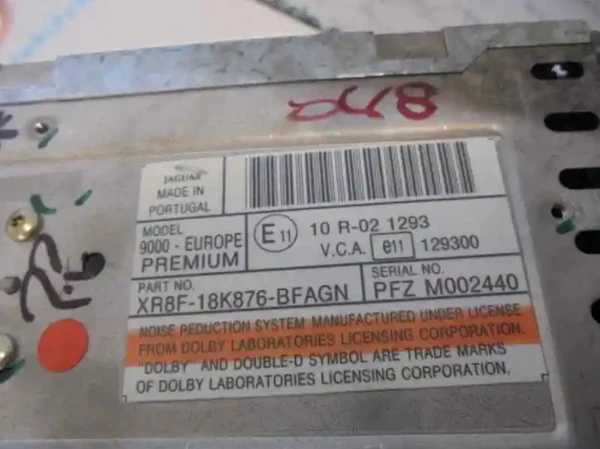 JAGUAR
MADE IN
PORTUGAL
MODEL
9000 - EUROPE
PREMIUM
E 11
10 R-02 1293
V.C.A. e11 129300
PART NO.
XR8F-18K876-BFAGN
SERIAL NO.
PFZ M002440
NOISE REDUCTION SYSTEM MANUFACTURED UNDER LICENSE
FROM DOLBY LABORATORIES LICENSING CORPORATION.
"DOLBY" AND DOUBLE-D SYMBOL ARE TRADE MARKS
OF DOLBY LABORATORIES LICENSING CORPORATION.